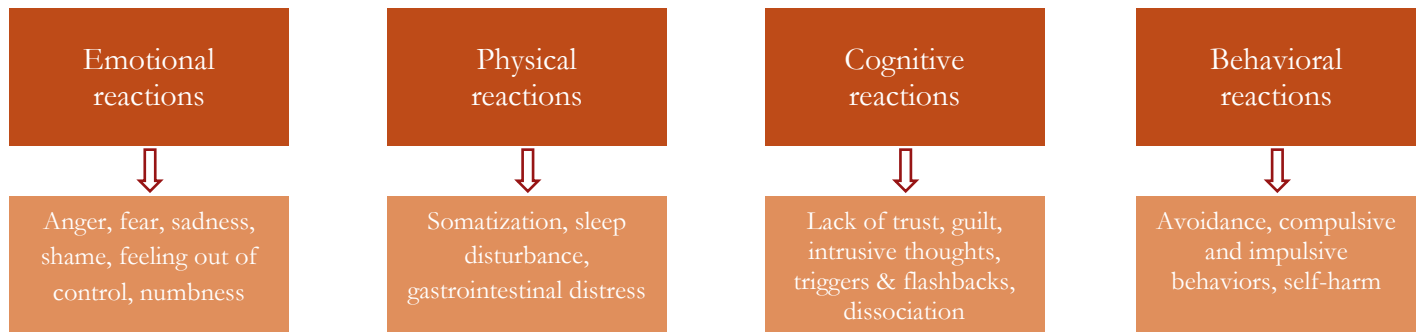 Emotional
reactions
Physical
reactions
Cognitive
reactions
Behavioral
reactions
Anger, fear, sadness,
shame, feeling out of
control, numbness
Somatization, sleep
disturbance,
gastrointestinal distress
Lack of trust, guilt,
intrusive thoughts,
triggers & flashbacks,
dissociation
Avoidance, compulsive
and impulsive
behaviors, self-harm